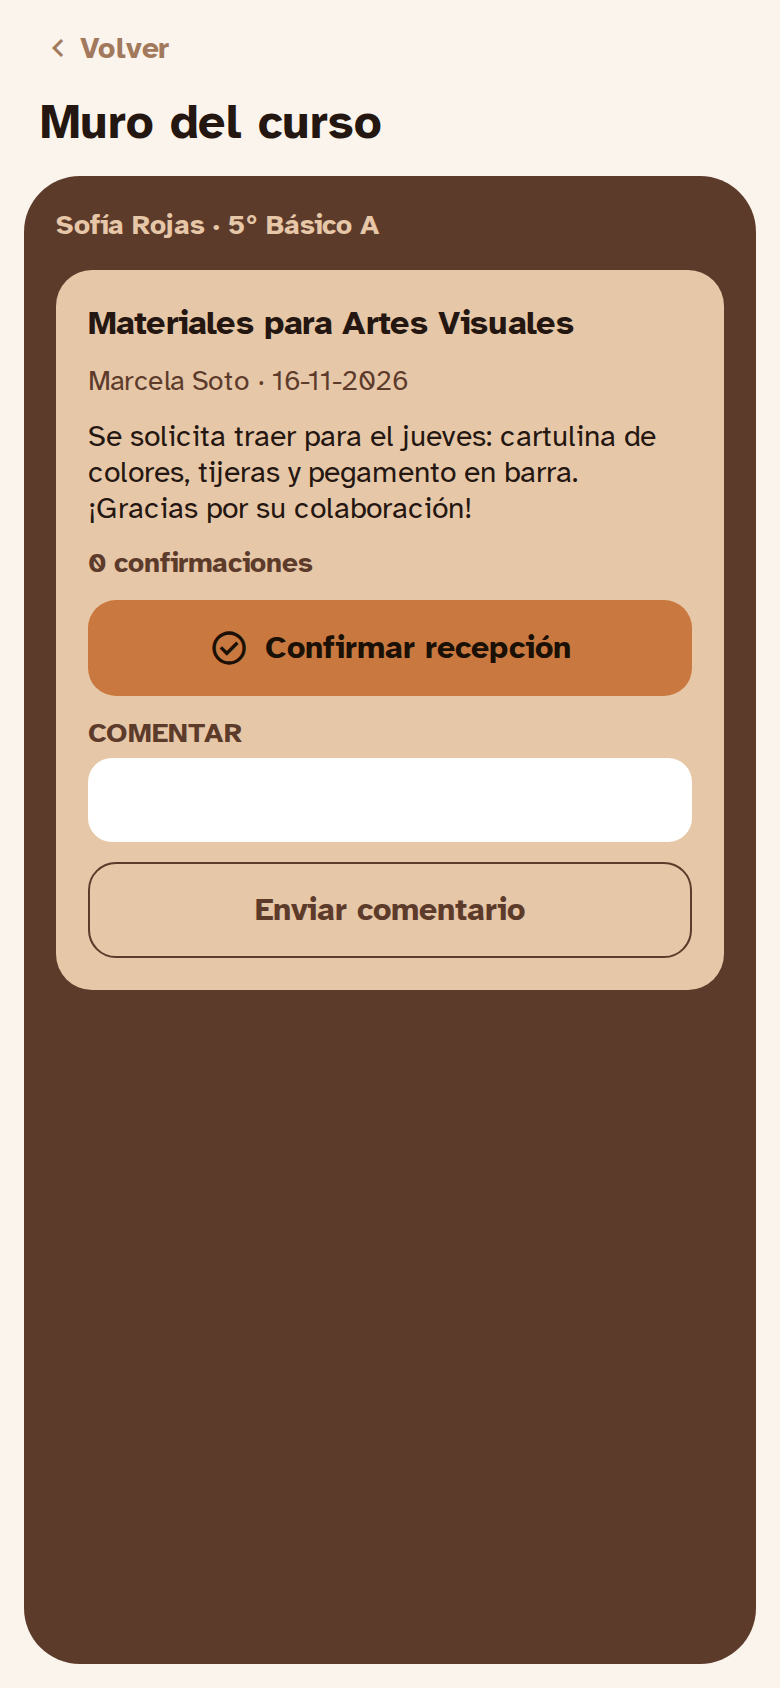 Volver
Muro del curso
Sofía Rojas · 5° Básico A
Materiales para Artes Visuales
Marcela Soto · 16-11-2026
Se solicita traer para el jueves: cartulina de
colores, tijeras y pegamento en barra.
¡Gracias por su colaboración!
0 confirmaciones
Confirmar recepción
COMENTAR
Enviar comentario